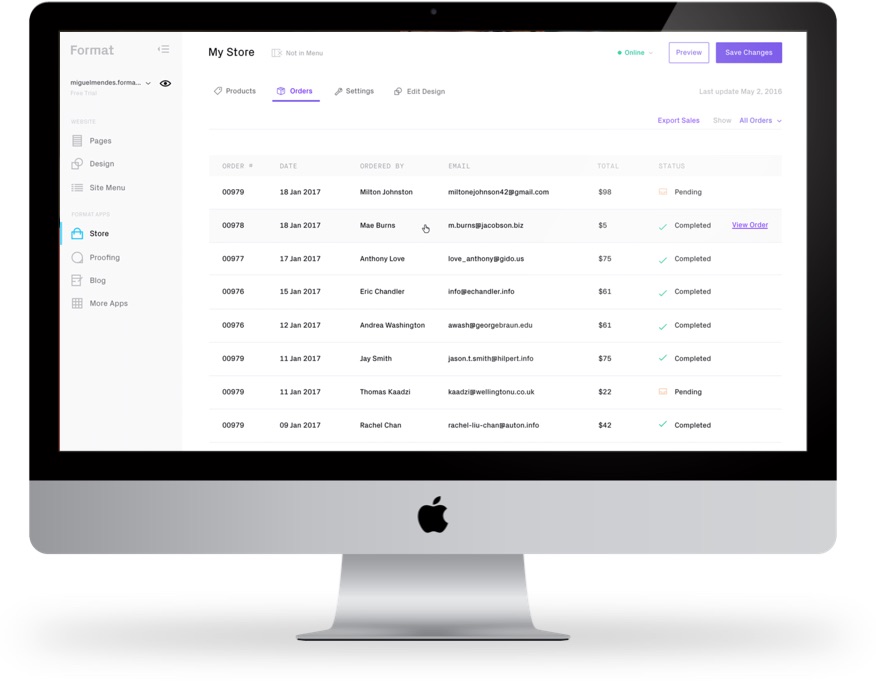 Format
My Store
Not in Menu
Online
Preview
Save Changes
miguelmendes.forma...
Free Trial
Products
Orders
Settings
Edit Design
Last update May 2, 2016
Export Sales
Show
All Orders
WEBSITE
Pages
Design
Site Menu
FORMAT APPS
Store
Proofing
Blog
More Apps
ORDER # DATE ORDERED BY EMAIL TOTAL STATUS
00979 18 Jan 2017 Milton Johnston miltonejohnson42@gmail.com $98 Pending
00978 18 Jan 2017 Mae Burns m.burns@jacobson.biz $5 Completed View Order
00977 17 Jan 2017 Anthony Love love_anthony@gido.us $75 Completed
00976 15 Jan 2017 Eric Chandler info@echandler.info $61 Completed
00976 12 Jan 2017 Andrea Washington awash@georgebraun.edu $61 Completed
00979 11 Jan 2017 Jay Smith jason.t.smith@hilpert.info $75 Completed
00979 11 Jan 2017 Thomas Kaadzi kaadzi@wellingtonu.co.uk $22 Pending
00979 09 Jan 2017 Rachel Chan rachel-liu-chan@auton.info $42 Completed